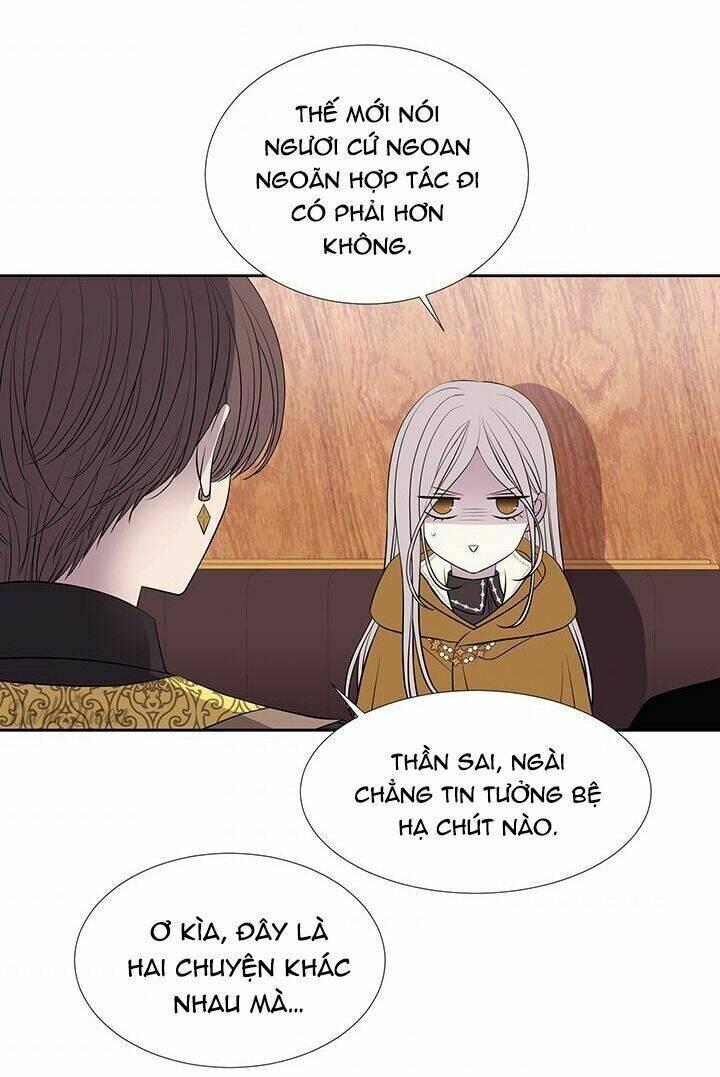 THẾ MỚI NÓI
NGƯƠI CỨ NGOAN
NGOÃN HỢP TÁC ĐI
CÓ PHẢI HƠN
KHÔNG.
THẦN SAI, NGÀI
CHẲNG TIN TƯỞNG BỆ
HẠ CHÚT NÀO.
Ơ KÌA, ĐÂY LÀ
HAI CHUYỆN KHÁC
NHAU MÀ...